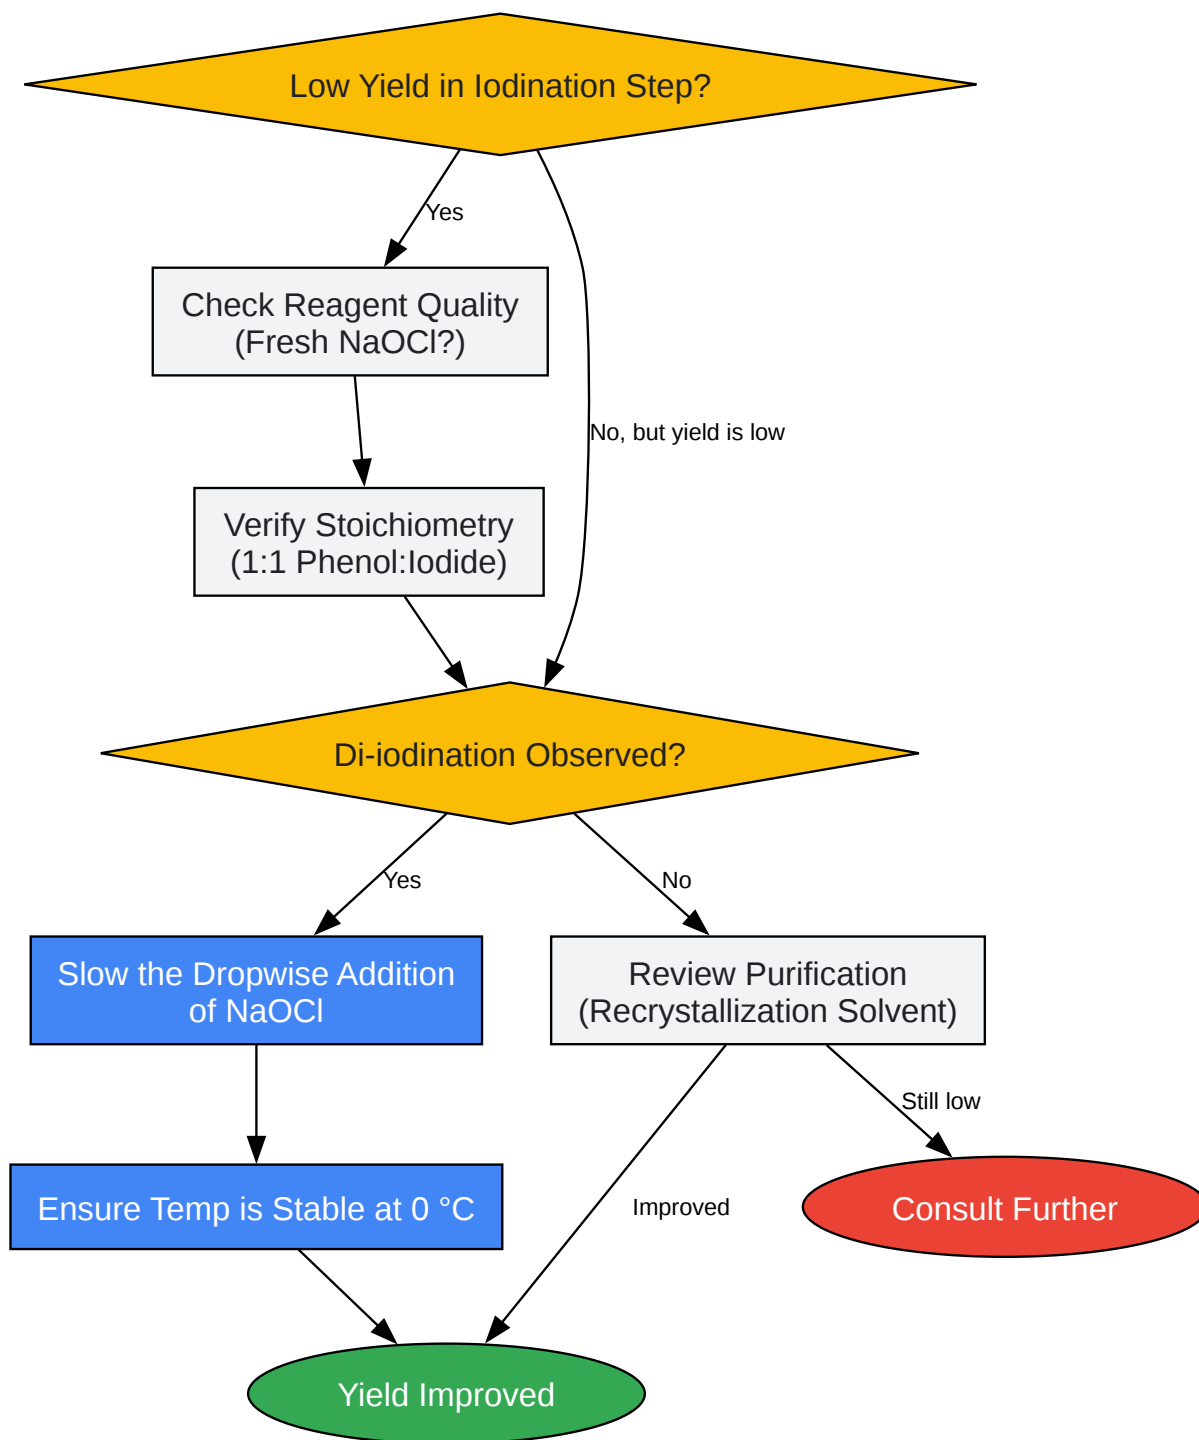 Low Yield in Iodination Step?
Yes
Check Reagent Quality
(Fresh NaOCl?)
No, but yield is low
Verify Stoichiometry
(1:1 Phenol:Iodide)
Di-iodination Observed?
Yes
No
Slow the Dropwise Addition
of NaOCl
Review Purification
(Recrystallization Solvent)
Still low
Ensure Temp is Stable at 0 °C
Improved
Consult Further
Yield Improved